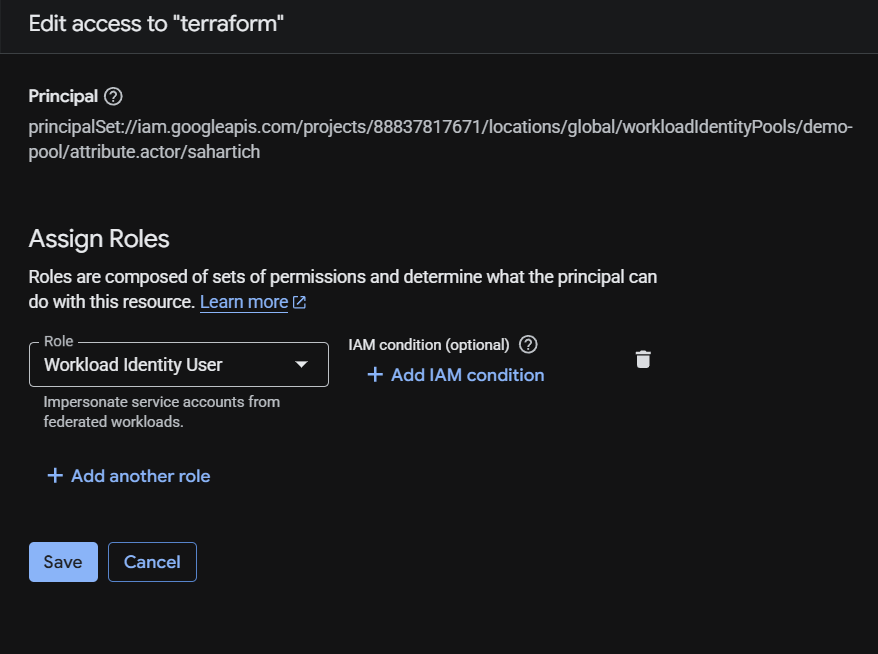 Edit access to "terraform"
Principal
principalSet://iam.googleapis.com/projects/88837817671/locations/global/workloadIdentityPools/demo-
pool/attribute.actor/sahartich
Assign Roles
Roles are composed of sets of permissions and determine what the principal can
do with this resource. Learn more
Role
Workload Identity User
IAM condition (optional)
+ Add IAM condition
Impersonate service accounts from
federated workloads.
+ Add another role
Save
Cancel